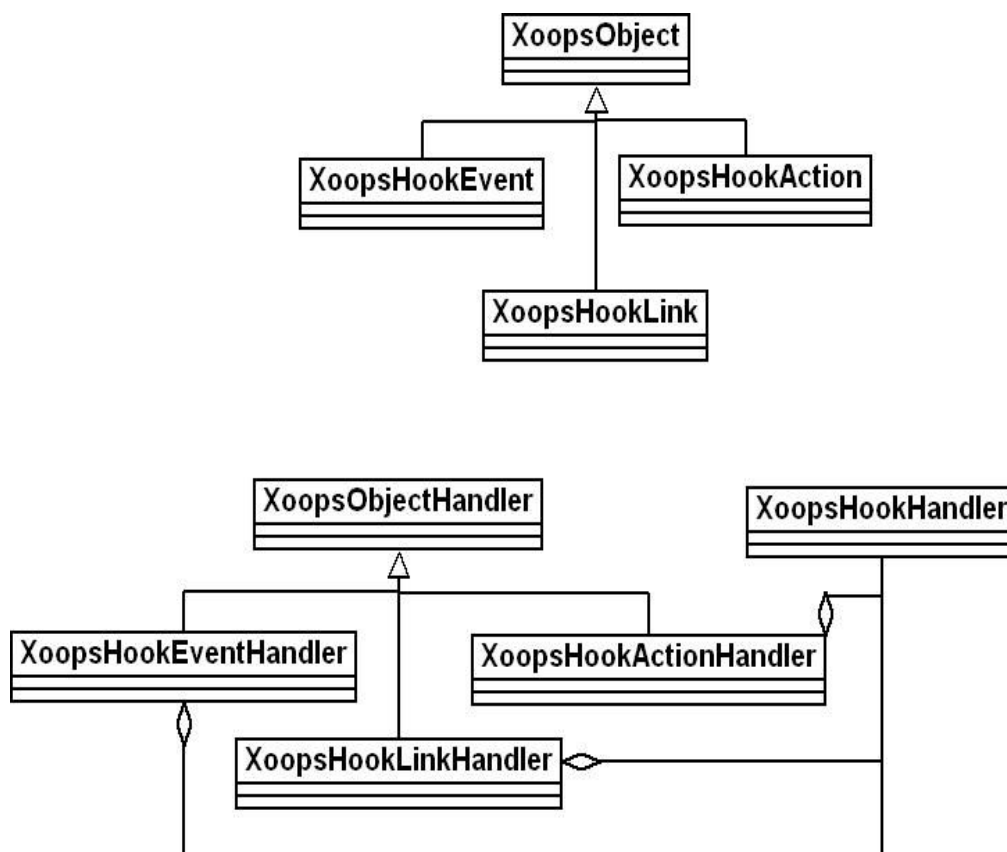 XoopsObject
XoopsHookEvent
XoopsHookAction
XoopsHookLink
XoopsObjectHandler
XoopsHookHandler
XoopsHookEventHandler
XoopsHookActionHandler
XoopsHookLinkHandler